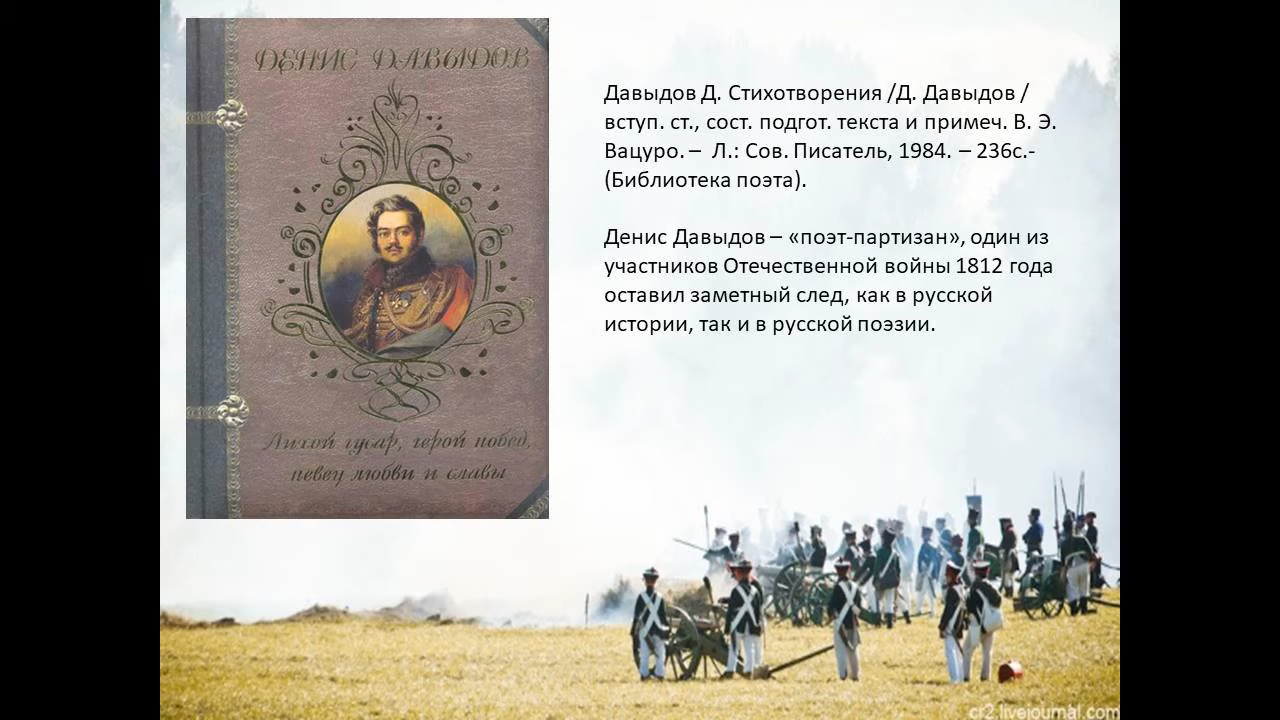 ДЕНИС ДАВЫДОВ
Лихой гусар, герой побед,
певец любви и славы
Давыдов Д. Стихотворения /Д. Давыдов /
вступ. ст., сост. подгот. текста и примеч. В. Э.
Вацуро. – Л.: Сов. Писатель, 1984. – 236с.-
(Библиотека поэта).
Денис Давыдов – «поэт-партизан», один из
участников Отечественной войны 1812 года
оставил заметный след, как в русской
истории, так и в русской поэзии.
cr2.livejournal.com